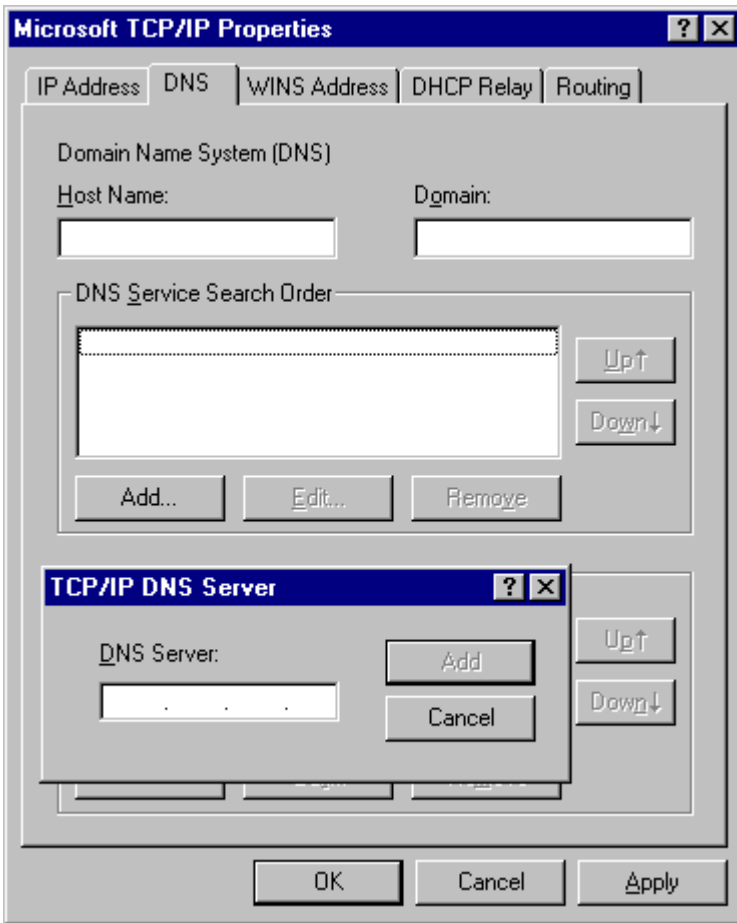 Microsoft TCP/IP Properties
IP Address DNS WINS Address DHCP Relay Routing
Domain Name System (DNS)
Host Name: Domain:
DNS Service Search Order
Up↑
Down↓
Add... Edit... Remove
TCP/IP DNS Server
DNS Server:
Add
. . .
Cancel
Up↑
Down↓
OK Cancel Apply